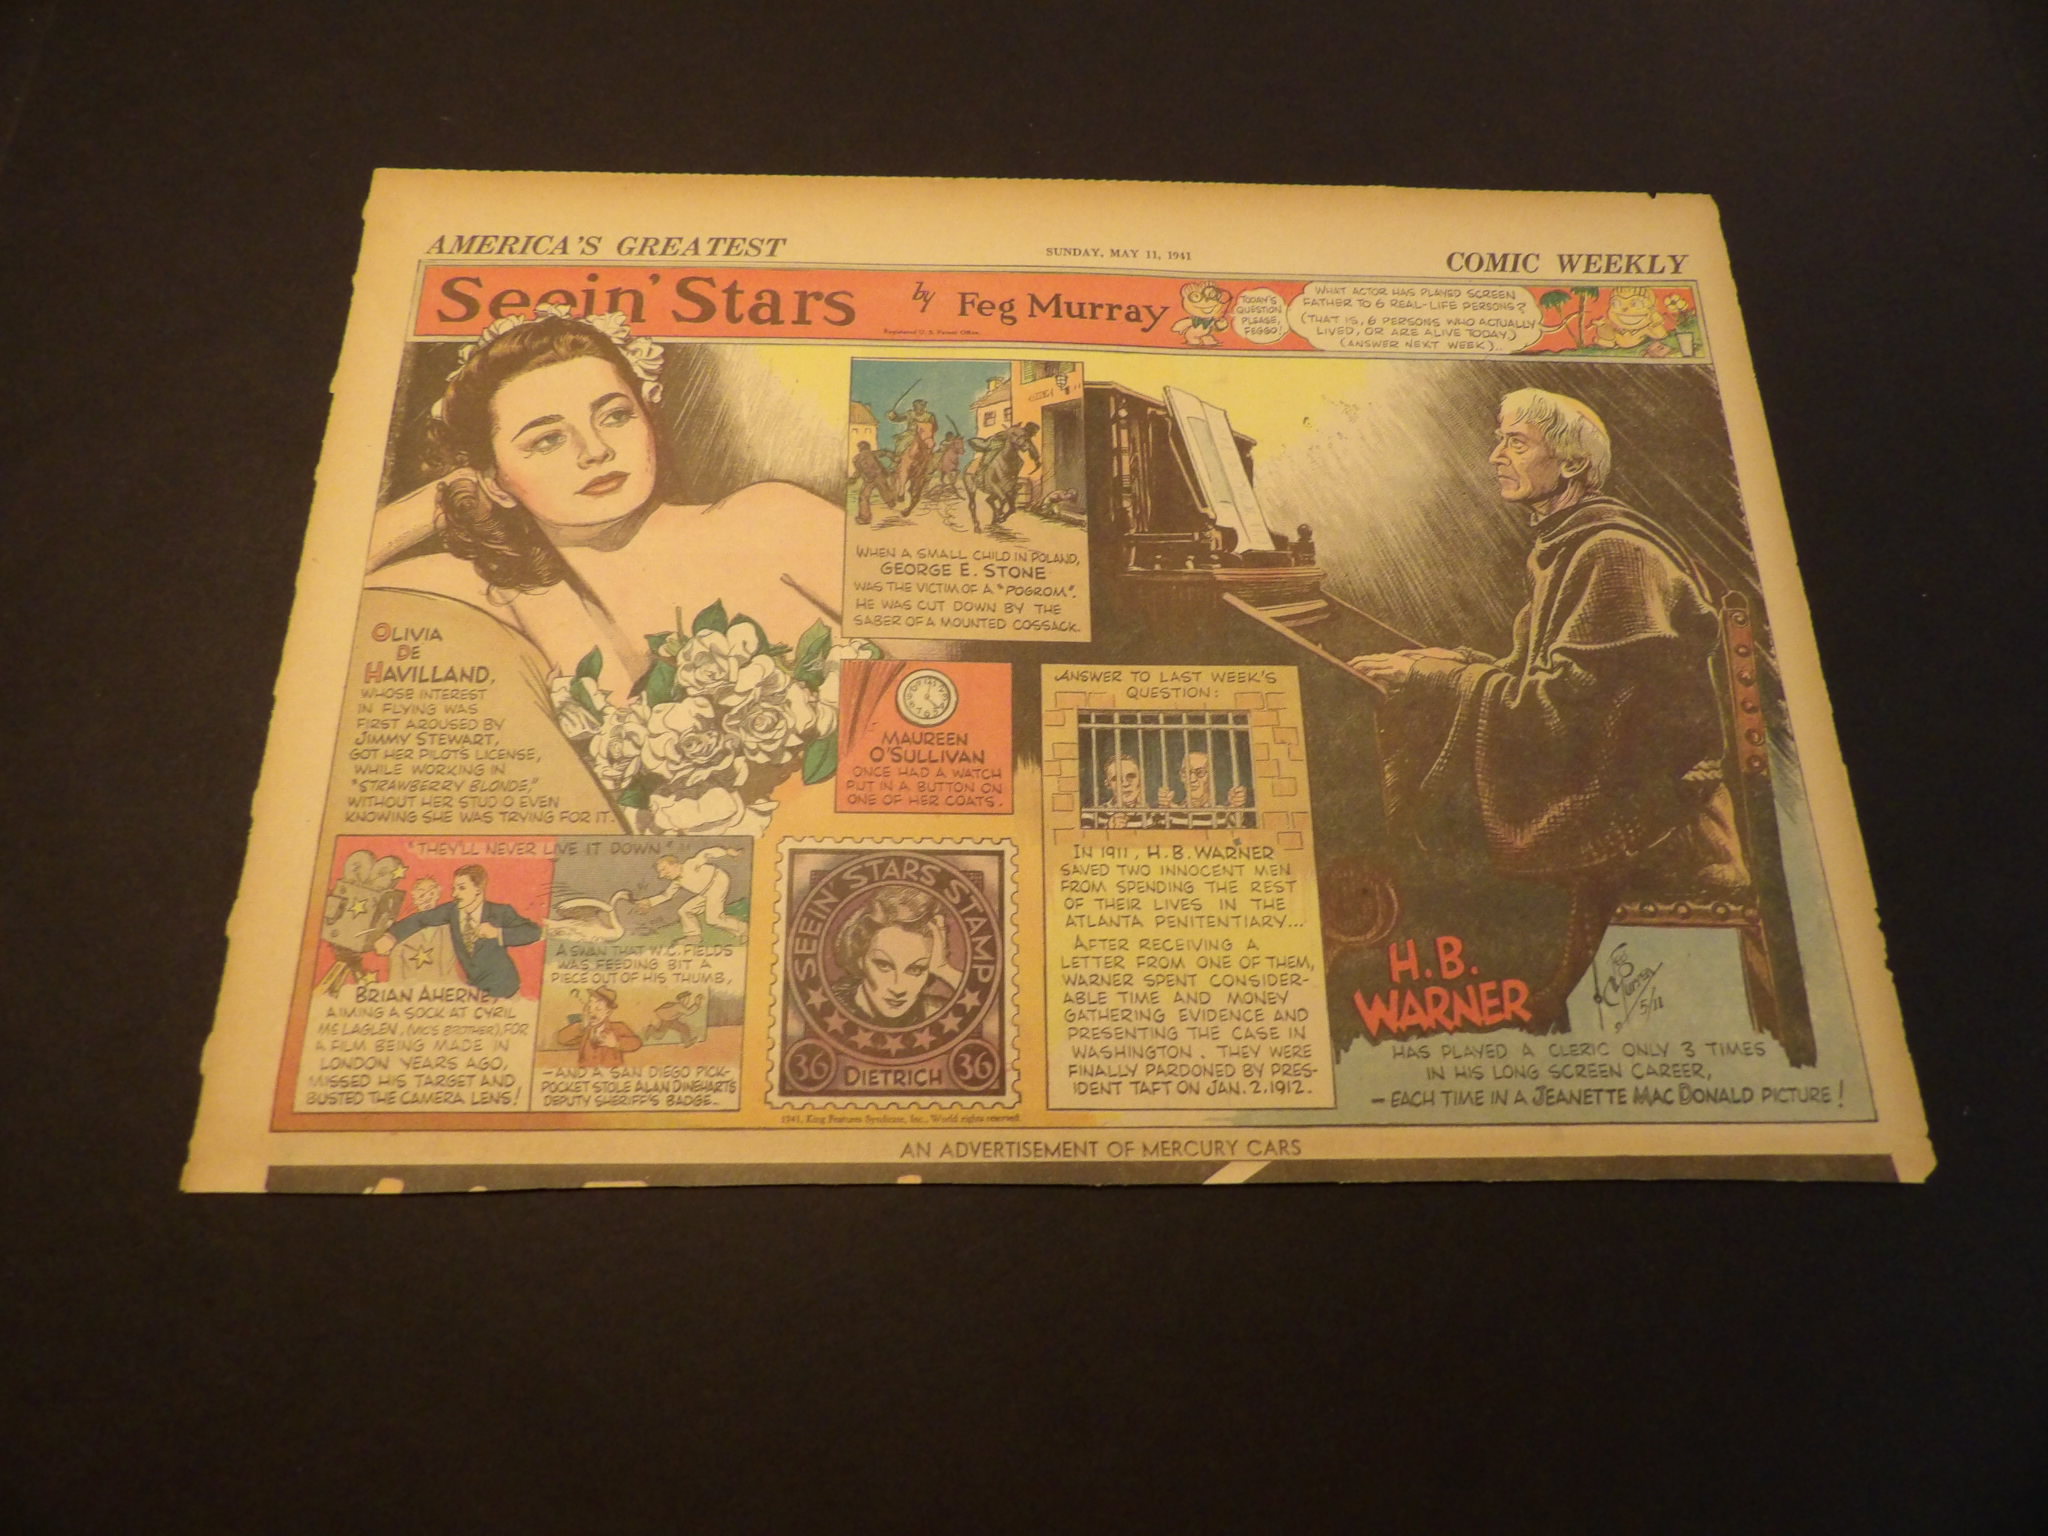 AMERICA'S GREATEST
SUNDAY, MAY 11, 1941
COMIC WEEKLY
Seein' Stars
by Feg Murray
Registered U. S. Patent Office.
TODAY'S
QUESTION
PLEASE,
FEGGO!
WHAT ACTOR HAS PLAYED SCREEN
FATHER TO 6 REAL-LIFE PERSONS?
(THAT IS, 6 PERSONS WHO ACTUALLY
LIVED, OR ARE ALIVE TODAY.)
(ANSWER NEXT WEEK)..
WHEN A SMALL CHILD IN POLAND,
GEORGE E. STONE
WAS THE VICTIM OF A "POGROM".
HE WAS CUT DOWN BY THE
SABER OF A MOUNTED COSSACK.
OLIVIA
DE
HAVILLAND,
WHOSE INTEREST
IN FLYING WAS
FIRST AROUSED BY
JIMMY STEWART,
GOT HER PILOT'S LICENSE,
WHILE WORKING IN
"STRAWBERRY BLONDE,"
WITHOUT HER STUDIO EVEN
KNOWING SHE WAS TRYING FOR IT.
MAUREEN
O'SULLIVAN
ONCE HAD A WATCH
PUT IN A BUTTON ON
ONE OF HER COATS.
ANSWER TO LAST WEEK'S
QUESTION:
IN 1911, H.B. WARNER
SAVED TWO INNOCENT MEN
FROM SPENDING THE REST
OF THEIR LIVES IN THE
ATLANTA PENITENTIARY...
AFTER RECEIVING A
LETTER FROM ONE OF THEM,
WARNER SPENT CONSIDER-
ABLE TIME AND MONEY
GATHERING EVIDENCE AND
PRESENTING THE CASE IN
WASHINGTON. THEY WERE
FINALLY PARDONED BY PRES-
IDENT TAFT ON JAN. 2. 1912.
"THEY'LL NEVER LIVE IT DOWN"
BRIAN AHERNE,
AIMING A SOCK AT CYRIL
McLAGLEN, (VIC'S BROTHER), FOR
A FILM BEING MADE IN
LONDON YEARS AGO,
MISSED HIS TARGET AND
BUSTED THE CAMERA LENS!
A SWAN THAT W.C. FIELDS
WAS FEEDING BIT A
PIECE OUT OF HIS THUMB,
—AND A SAN DIEGO PICK-
POCKET STOLE ALAN DINEHART'S
DEPUTY SHERIFF'S BADGE..
SEEIN' STARS STAMP
36 DIETRICH 36
1941, King Features Syndicate, Inc., World rights reserved
H.B.
WARNER
HAS PLAYED A CLERIC ONLY 3 TIMES
IN HIS LONG SCREEN CAREER,
— EACH TIME IN A JEANETTE MacDONALD PICTURE!
5/11
AN ADVERTISEMENT OF MERCURY CARS